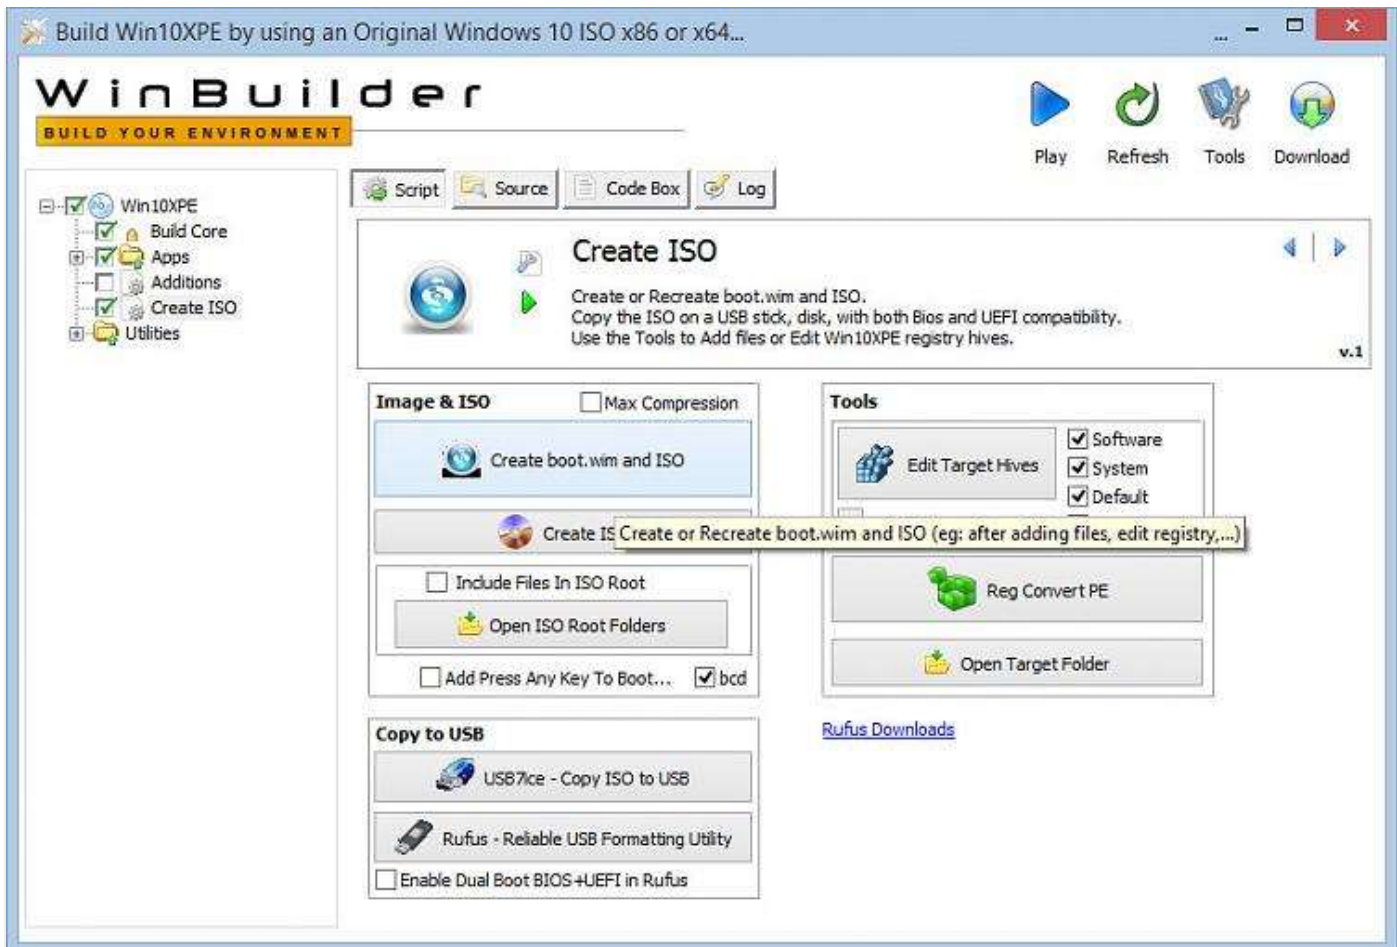 Build Win10XPE by using an Original Windows 10 ISO x86 or x64...
WinBuilder
BUILD YOUR ENVIRONMENT
Play
Refresh
Tools
Download
Win10XPE
Build Core
Apps
Additions
Create ISO
Utilities
Script
Source
Code Box
Log
Create ISO
Create or Recreate boot.wim and ISO.
Copy the ISO on a USB stick, disk, with both Bios and UEFI compatibility.
Use the Tools to Add files or Edit Win10XPE registry hives.
v.1
Image & ISO
Max Compression
Create boot.wim and ISO
Create IS
Create or Recreate boot.wim and ISO (eg: after adding files, edit registry,...)
Include Files In ISO Root
Open ISO Root Folders
Add Press Any Key To Boot...
bcd
Tools
Edit Target Hives
Software
System
Default
Reg Convert PE
Open Target Folder
Copy to USB
USB7ice - Copy ISO to USB
Rufus - Reliable USB Formatting Utility
Enable Dual Boot BIOS+UEFI in Rufus
Rufus Downloads